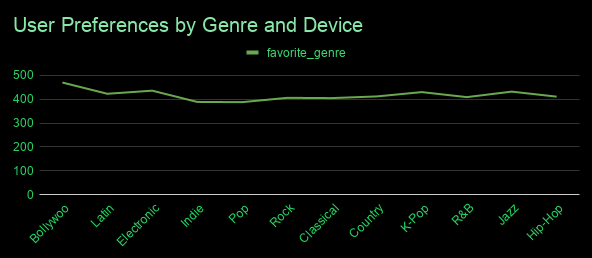 User Preferences by Genre and Device
favorite_genre
500
400
300
200
100
0
Bollywoo
Latin
Electronic
Indie
Pop
Rock
Classical
Country
K-Pop
R&B
Jazz
Hip-Hop